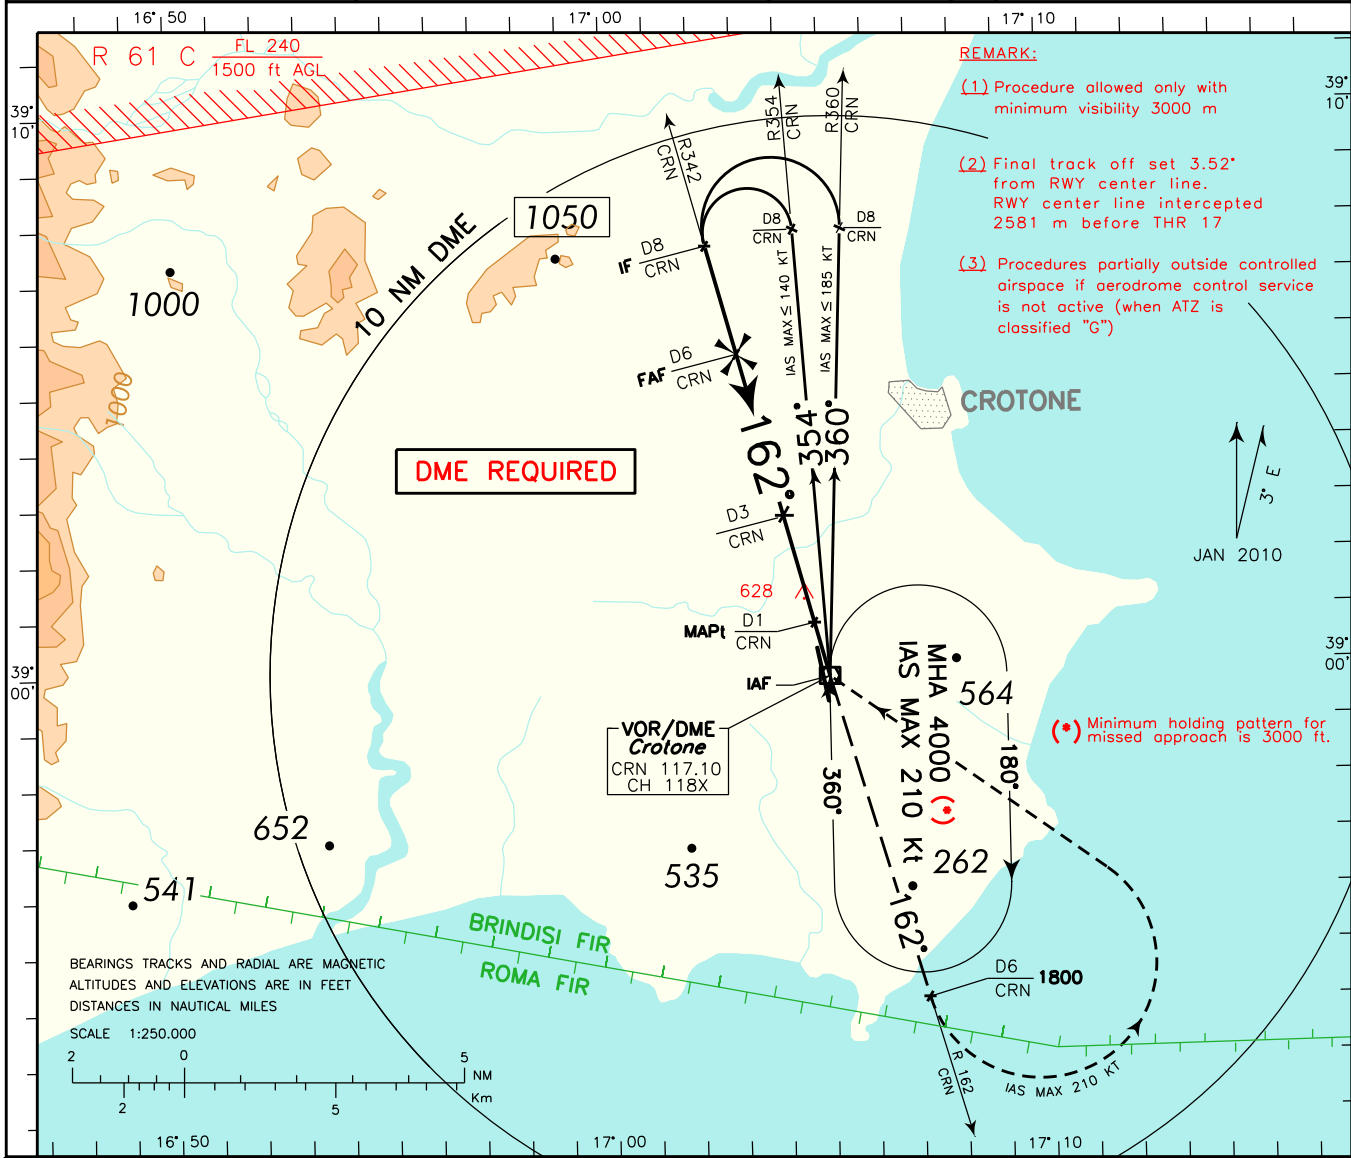 16° 50
17° 00
17° 10
R 61 C
FL 240
1500 ft AGL
REMARK:
(1) Procedure allowed only with
minimum visibility 3000 m
(2) Final track off set 3.52°
from RWY center line.
RWY center line intercepted
2581 m before THR 17
(3) Procedures partially outside controlled
airspace if aerodrome control service
is not active (when ATZ is
classified "G")
39°
10'
39°
10'
R342
CRN
R354
CRN
R360
CRN
1050
1000
1000
10 NM DME
IF
D8
CRN
D8
CRN
D8
CRN
IAS MAX ≤ 140 KT
IAS MAX ≤ 185 KT
FAF
D6
CRN
162°
354°
360°
CROTONE
DME REQUIRED
3° E
JAN 2010
D3
CRN
628
MAPt
D1
CRN
IAF
39°
00'
39°
00'
VOR/DME
Crotone
CRN 117.10
CH 118X
MHA 4000 (*)
IAS MAX 210 Kt
564
180°
360°
(*) Minimum holding pattern for
missed approach is 3000 ft.
652
541
535
262
162°
BRINDISI FIR
ROMA FIR
D6
CRN
1800
R 162
CRN
IAS MAX 210 KT
BEARINGS TRACKS AND RADIAL ARE MAGNETIC
ALTITUDES AND ELEVATIONS ARE IN FEET
DISTANCES IN NAUTICAL MILES
SCALE 1:250.000
2 0 5
NM
Km
2 5
16° 50
17° 00
17° 10